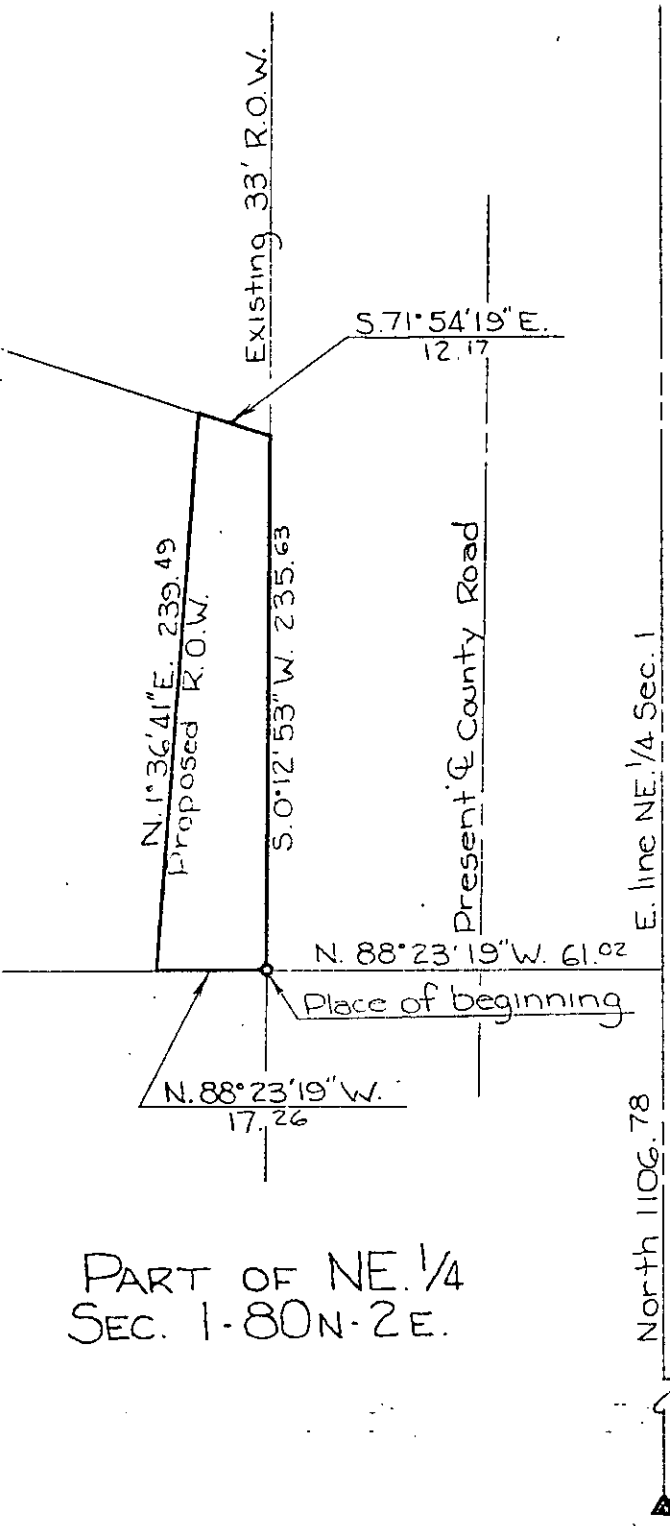 Existing 33' R.O.W.
S.71°54'19"E.
12.17
N.1°36'41"E. 239.49
Proposed R.O.W.
S.0°12'53"W. 235.63
Present ℄ County Road
E. line NE.1/4 Sec. 1
N. 88°23'19"W. 61.02
Place of beginning
N.88°23'19"W.
17.26
North 1106.78
PART OF NE.1/4
SEC. 1-80N-2E.